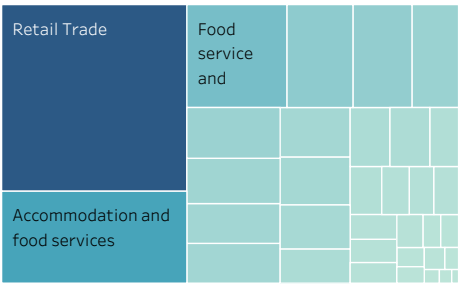 Retail Trade
Food
service
and
Accommodation and
food services